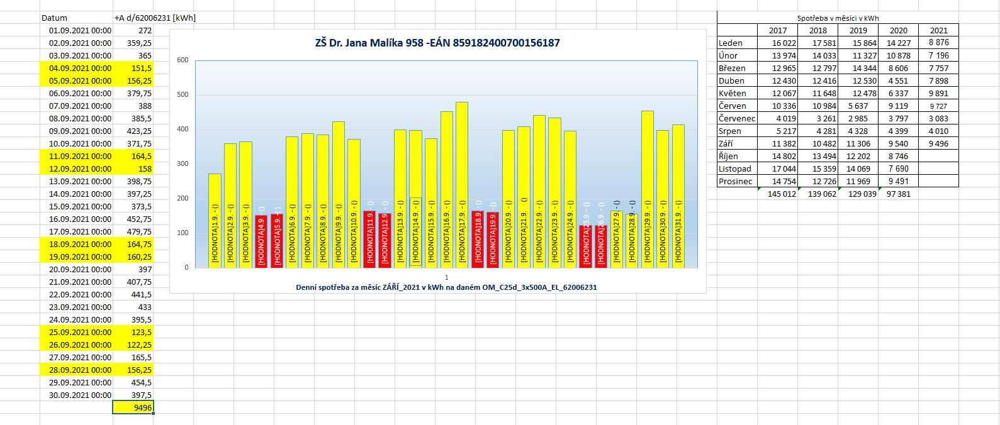 Datum +A d/62006231 [kWh]
01.09.2021 00:00 272
02.09.2021 00:00 359,25
03.09.2021 00:00 365
04.09.2021 00:00 151,5
05.09.2021 00:00 156,25
06.09.2021 00:00 379,75
07.09.2021 00:00 388
08.09.2021 00:00 385,5
09.09.2021 00:00 423,25
10.09.2021 00:00 371,75
11.09.2021 00:00 164,5
12.09.2021 00:00 158
13.09.2021 00:00 398,75
14.09.2021 00:00 397,25
15.09.2021 00:00 373,5
16.09.2021 00:00 452,75
17.09.2021 00:00 479,75
18.09.2021 00:00 164,75
19.09.2021 00:00 160,25
20.09.2021 00:00 397
21.09.2021 00:00 407,75
22.09.2021 00:00 441,5
23.09.2021 00:00 433
24.09.2021 00:00 395,5
25.09.2021 00:00 123,5
26.09.2021 00:00 122,25
27.09.2021 00:00 165,5
28.09.2021 00:00 156,25
29.09.2021 00:00 454,5
30.09.2021 00:00 397,5
9496
ZŠ Dr. Jana Malíka 958 -EÁN 859182400700156187
600
500
400
300
200
100
0
[HODNOTA]1.9. - ()
[HODNOTA]2.9. - ()
[HODNOTA]3.9. - ()
[HODNOTA]4.9. - ()
[HODNOTA]5.9. - ()
[HODNOTA]6.9. - ()
[HODNOTA]7.9. - ()
[HODNOTA]8.9. - ()
[HODNOTA]9.9. - ()
[HODNOTA]10.9. - ()
[HODNOTA]11.9. - ()
[HODNOTA]12.9. - ()
[HODNOTA]13.9. - ()
[HODNOTA]14.9. - ()
[HODNOTA]15.9. - ()
[HODNOTA]16.9. - ()
[HODNOTA]17.9. - ()
[HODNOTA]18.9. - ()
[HODNOTA]19.9. - ()
[HODNOTA]20.9. - ()
[HODNOTA]21.9. ()
[HODNOTA]22.9. - ()
[HODNOTA]23.9. - ()
[HODNOTA]24.9. - ()
[HODNOTA]25.9. - ()
[HODNOTA]26.9. - ()
[HODNOTA]27.9. - ()
[HODNOTA]28.9. - ()
[HODNOTA]29.9. - ()
[HODNOTA]30.9. - ()
[HODNOTA]31.9. - ()
1
Denní spotřeba za měsíc ZÁŘÍ_2021 v kWh na daném OM_C25d_3x500A_EL_62006231
Spotřeba v měsíci v kWh
2017 2018 2019 2020 2021
Leden 16 022 17 581 15 864 14 227 8 876
Únor 13 974 14 033 11 327 10 878 7 196
Březen 12 965 12 797 14 344 8 606 7 757
Duben 12 430 12 416 12 530 4 551 7 898
Květen 12 067 11 648 12 478 6 337 9 891
Červen 10 336 10 984 5 637 9 119 9 727
Červenec 4 019 3 261 2 985 3 797 3 083
Srpen 5 217 4 281 4 328 4 399 4 010
Září 11 382 10 482 11 306 9 540 9 496
Říjen 14 802 13 494 12 202 8 746
Listopad 17 044 15 359 14 069 7 690
Prosinec 14 754 12 726 11 969 9 491
145 012 139 062 129 039 97 381